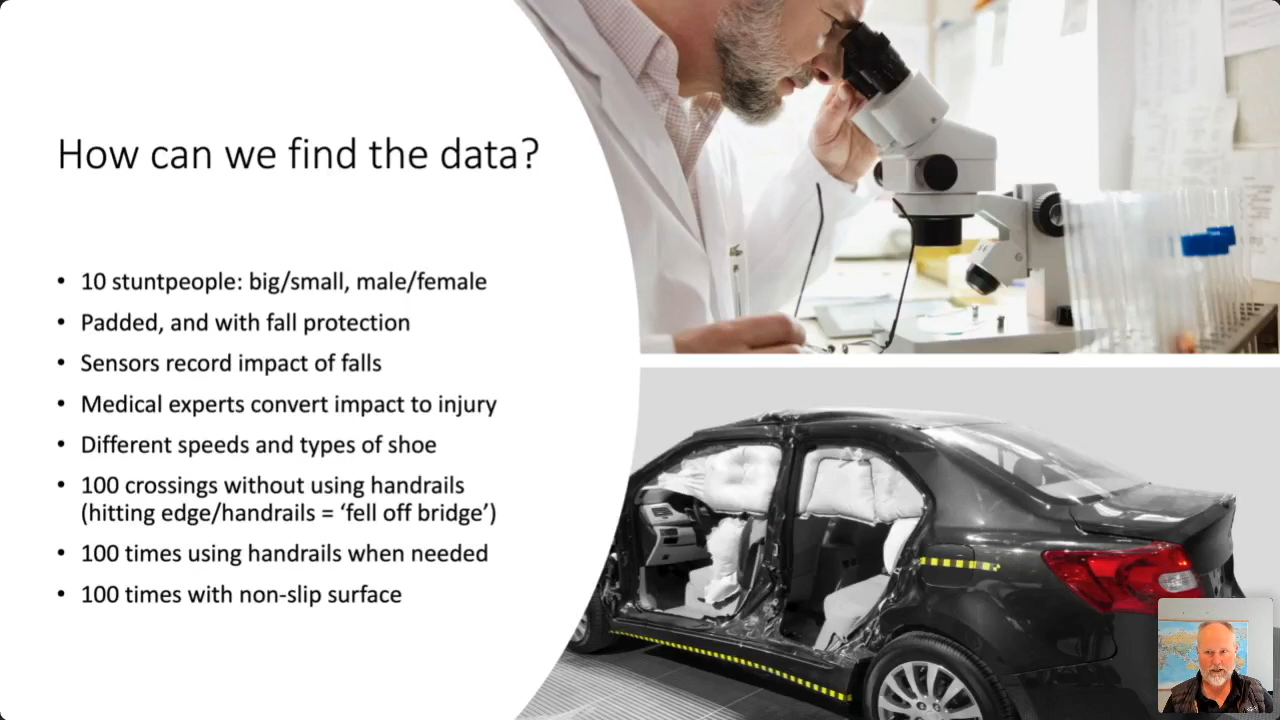 How can we find the data?
• 10 stuntpeople: big/small, male/female
• Padded, and with fall protection
• Sensors record impact of falls
• Medical experts convert impact to injury
• Different speeds and types of shoe
• 100 crossings without using handrails
(hitting edge/handrails = ‘fell off bridge’)
• 100 times using handrails when needed
• 100 times with non-slip surface